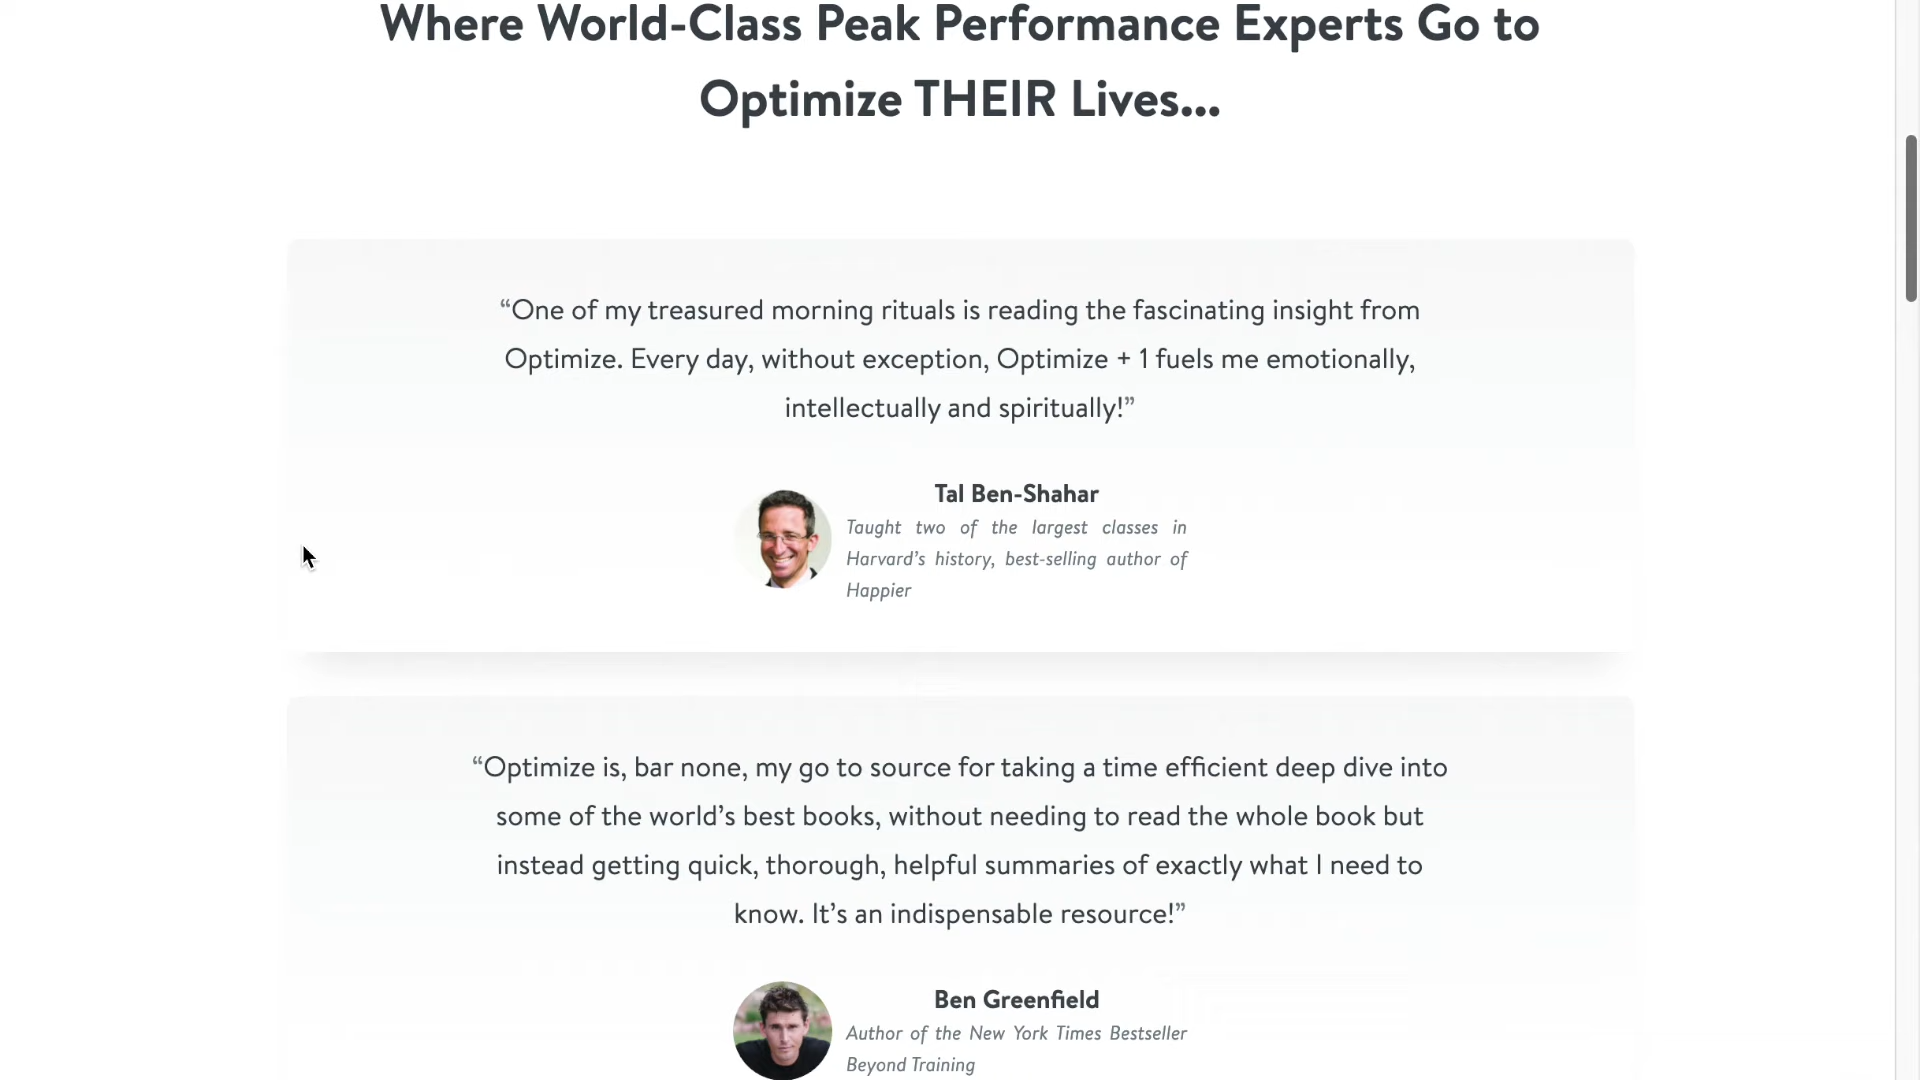 Where World-Class Peak Performance Experts Go to
Optimize THEIR Lives...
“One of my treasured morning rituals is reading the fascinating insight from
Optimize. Every day, without exception, Optimize + 1 fuels me emotionally,
intellectually and spiritually!”
Tal Ben-Shahar
Taught two of the largest classes in
Harvard’s history, best-selling author of
Happier
“Optimize is, bar none, my go to source for taking a time efficient deep dive into
some of the world’s best books, without needing to read the whole book but
instead getting quick, thorough, helpful summaries of exactly what I need to
know. It’s an indispensable resource!”
Ben Greenfield
Author of the New York Times Bestseller
Beyond Training